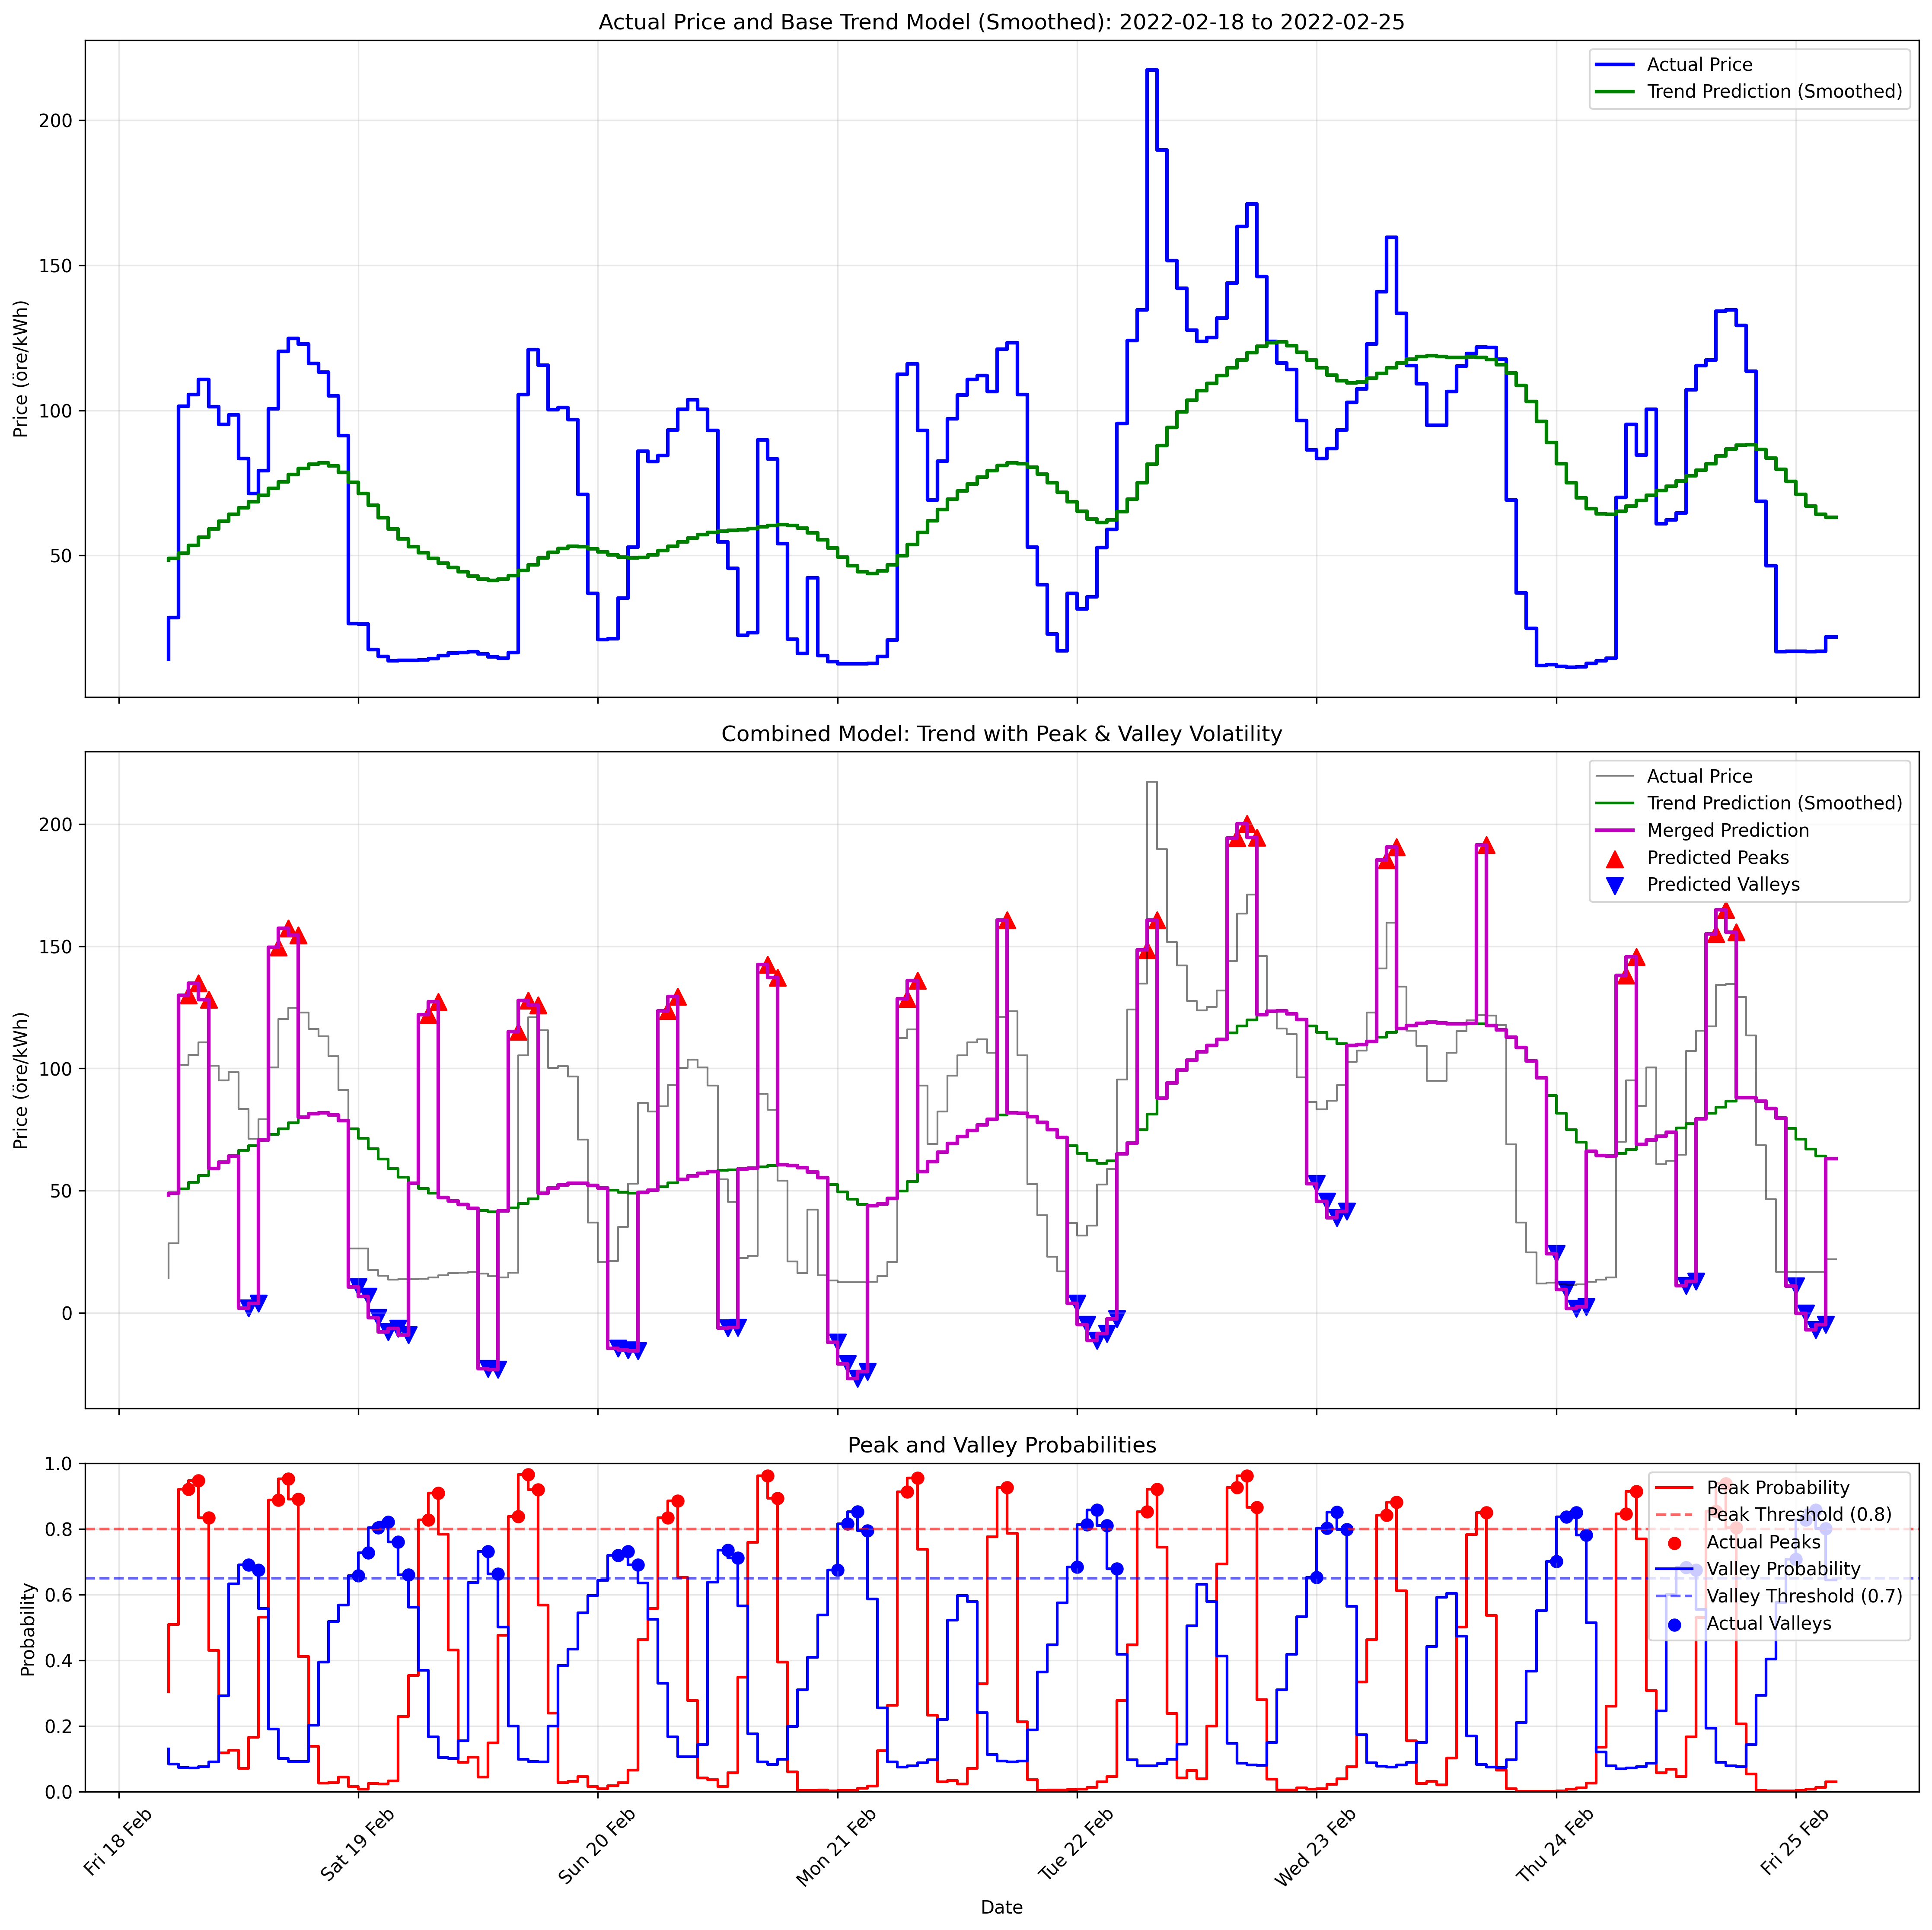 Actual Price and Base Trend Model (Smoothed): 2022-02-18 to 2022-02-25
Price (öre/kWh)
200
150
100
50
Actual Price
Trend Prediction (Smoothed)
Combined Model: Trend with Peak & Valley Volatility
Price (öre/kWh)
200
150
100
50
0
Actual Price
Trend Prediction (Smoothed)
Merged Prediction
Predicted Peaks
Predicted Valleys
Peak and Valley Probabilities
Probability
1.0
0.8
0.6
0.4
0.2
0.0
Peak Probability
Peak Threshold (0.8)
Actual Peaks
Valley Probability
Valley Threshold (0.7)
Actual Valleys
Fri 18 Feb
Sat 19 Feb
Sun 20 Feb
Mon 21 Feb
Tue 22 Feb
Wed 23 Feb
Thu 24 Feb
Fri 25 Feb
Date